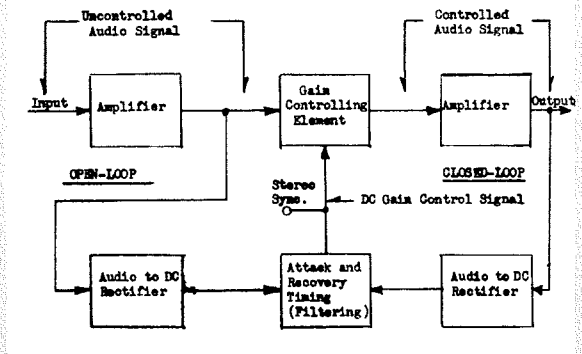 Uncontrolled
Audio Signal
Controlled
Audio Signal
Input
Amplifier
Gain
Controlling
Element
Amplifier
Output
OPEN-LOOP
CLOSED-LOOP
Stereo
Sync.
DC Gain Control Signal
Audio to DC
Rectifier
Attack and
Recovery
Timing
(Filtering)
Audio to DC
Rectifier